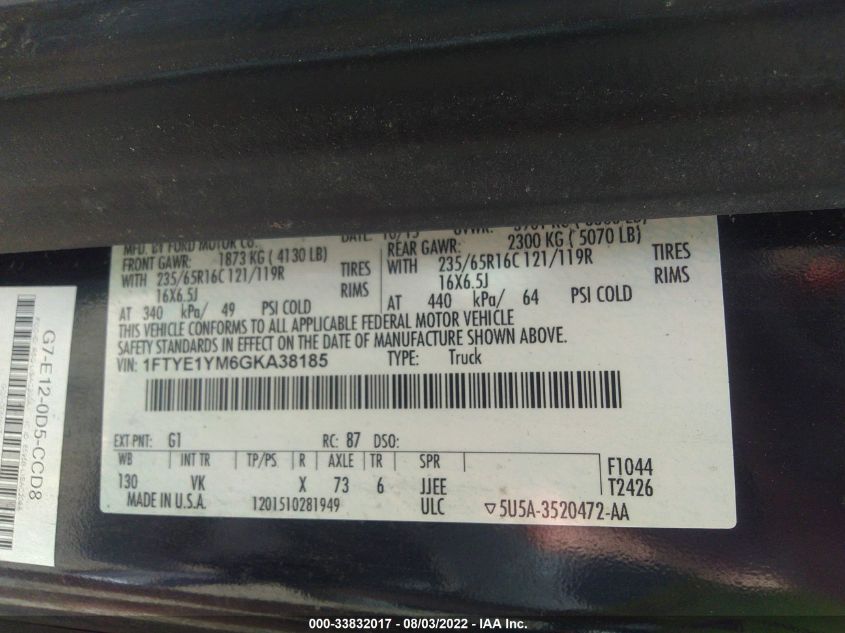 MFD. BY FORD MOTOR CO.
DATE: 10/15
GVWR:
FRONT GAWR: 1873 KG ( 4130 LB)
REAR GAWR: 2300 KG ( 5070 LB)
WITH 235/65R16C 121/119R TIRES
WITH 235/65R16C 121/119R TIRES
16X6.5J RIMS
16X6.5J RIMS
AT 340 kPa/ 49 PSI COLD
AT 440 kPa/ 64 PSI COLD
THIS VEHICLE CONFORMS TO ALL APPLICABLE FEDERAL MOTOR VEHICLE
SAFETY STANDARDS IN EFFECT ON THE DATE OF MANUFACTURE SHOWN ABOVE.
VIN: 1FTYE1YM6GKA38185 TYPE: Truck
EXT PNT: G1 RC: 87 DSO:
WB INT TR TP/PS R AXLE TR SPR
F1044
130 VK X 73 6 JJEE
T2426
MADE IN U.S.A. 1201510281949 ULC ▽5U5A-3520472-AA
G7-E12-0D5-CCD8
000-33832017 - 08/03/2022 - IAA Inc.